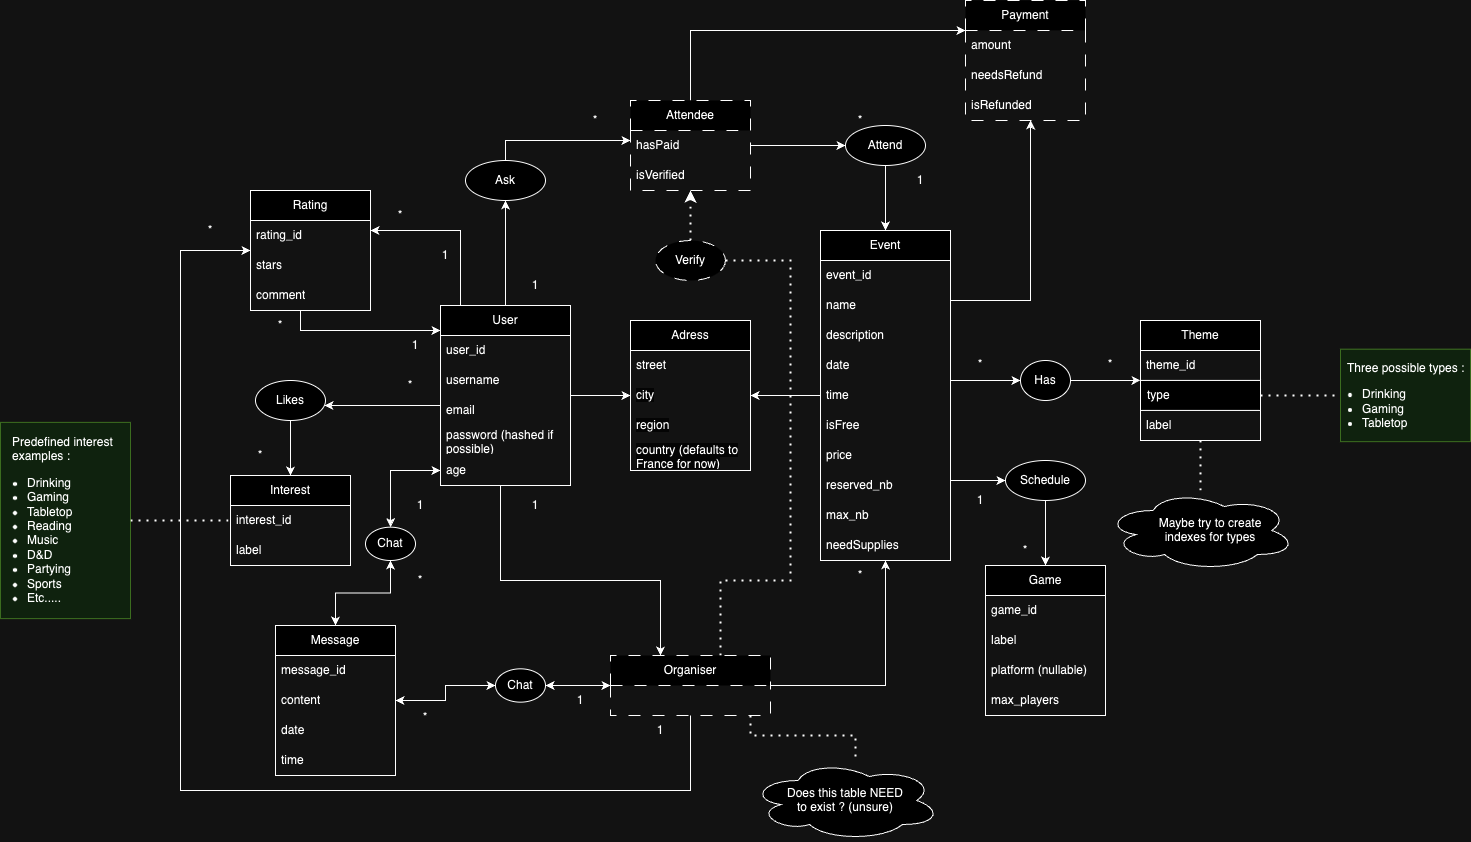 Payment
amount
needsRefund
isRefunded
*
Attendee
hasPaid
isVerified
*
Attend
1
Ask
Verify
Rating
rating_id
stars
comment
*
*
1
1
*
1
User
user_id
username
email
password (hashed if
possible)
age
*
Likes
*
Adress
street
city
region
country (defaults to
France for now)
Event
event_id
name
description
date
time
isFree
price
reserved_nb
max_nb
needSupplies
*
*
Has
*
Theme
theme_id
type
label
Three possible types :
• Drinking
• Gaming
• Tabletop
1
Schedule
*
Maybe try to create
indexes for types
Game
game_id
label
platform (nullable)
max_players
Predefined interest
examples :
• Drinking
• Gaming
• Tabletop
• Reading
• Music
• D&D
• Partying
• Sports
• Etc.....
Interest
interest_id
label
1
Chat
*
1
Message
message_id
content
date
time
*
Chat
1
Organiser
1
Does this table NEED
to exist ? (unsure)